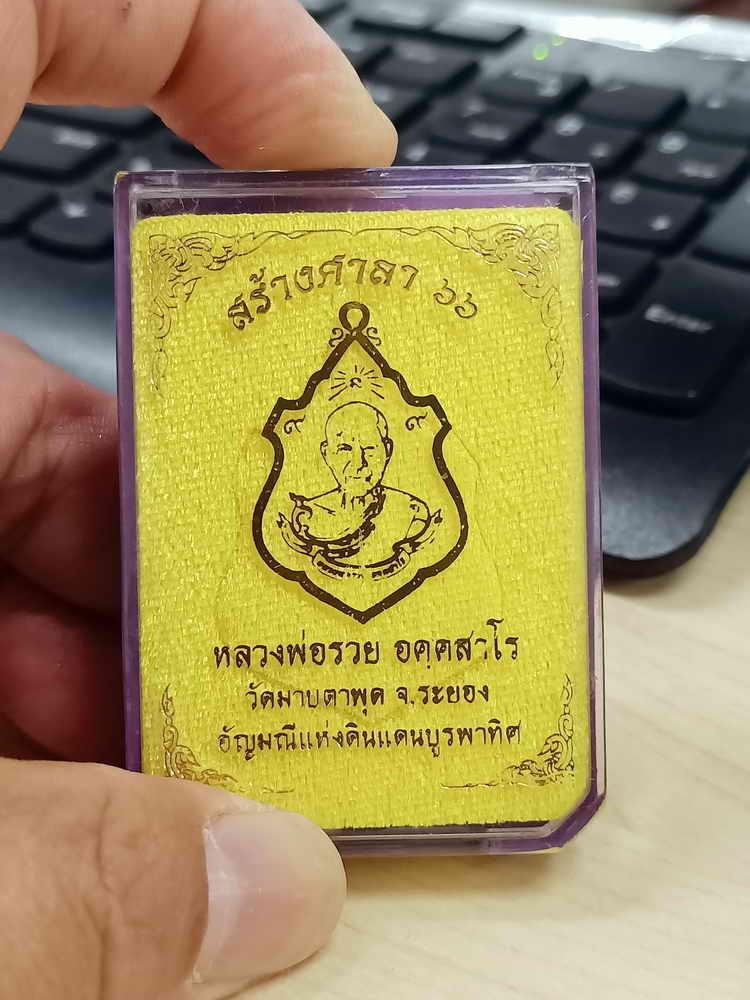 สร้างศาลา ๖๖
๙ ๙
หลวงพ่อรวย อคฺคสาโร
วัดมาบตาพุด จ.ระยอง
อัญมณีแห่งดินแดนบูรพาทิศ
Enter